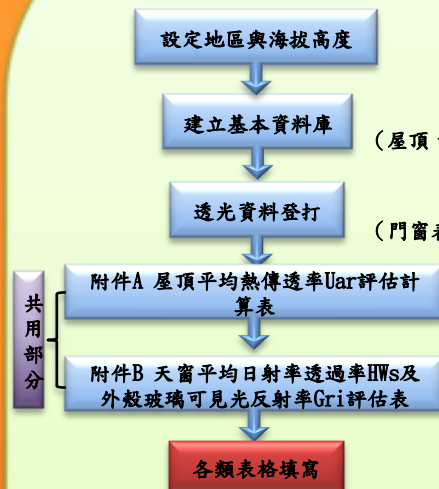 設定地區與海拔高度
建立基本資料庫
(屋頂
透光資料登打
(門窗表
共用部分
附件A 屋頂平均熱傳透率Uar評估計
算表
附件B 天窗平均日射率透過率HWs及
外殼玻璃可見光反射率Gri評估表
各類表格填寫